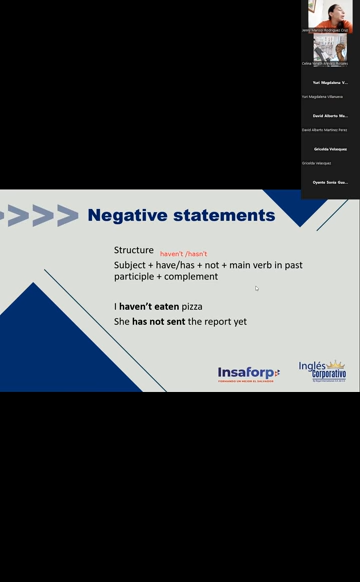 Yuri Magdalena V...
Yuri Magdalena Villanueva
David Alberto Ma...
David Alberto Martinez Perez
Griselda Velasquez
Griselda Velasquez
>>>> Negative statements
Structure
haven't /hasn't
Subject + have/has + not + main verb in past
participle + complement
I haven't eaten pizza
She has not sent the report yet
Insaforp
Inglés
Corporativo